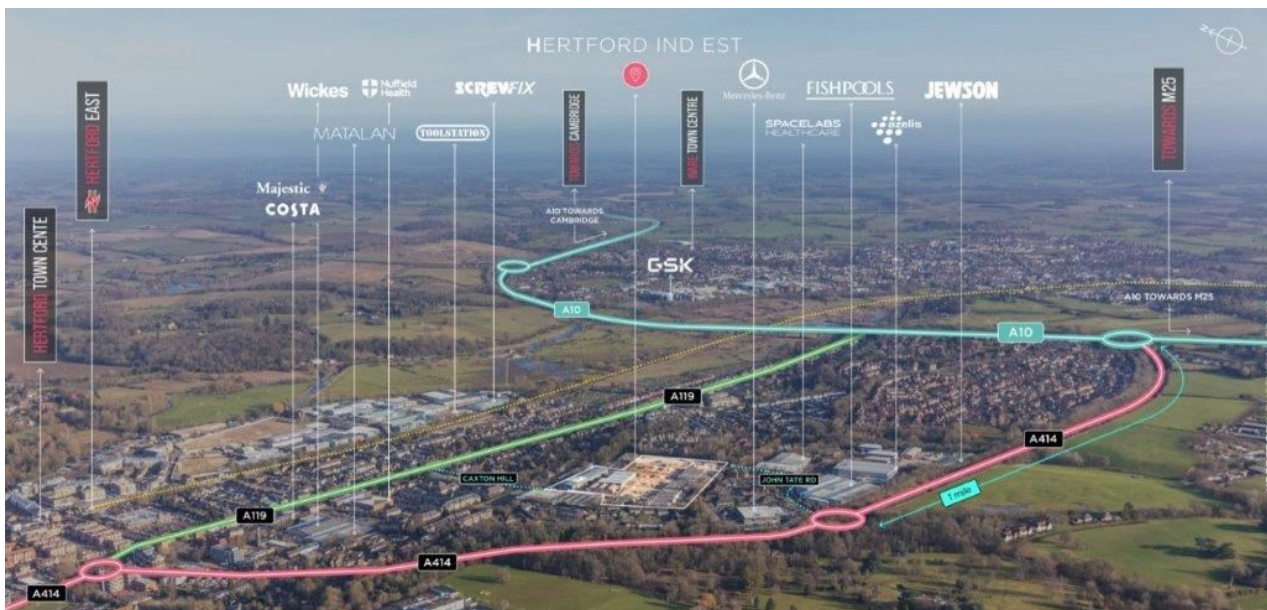 HERTFORD IND EST
N
HERTFORD TOWN CENTE
HERTFORD EAST
Wickes
Nuffield
Health
SCREWFIX
MATALAN
TOOLSTATION
Majestic
COSTA
TOWARDS CAMBRIDGE
WARE TOWN CENTRE
Mercedes-Benz
FISHPOOLS
JEWSON
SPACELABS
HEALTHCARE
azelis
TOWARDS M25
A10 TOWARDS
CAMBRIDGE
GSK
A10 TOWARDS M25
A10
A10
A119
A414
CAXTON HILL
JOHN TATE RD
1 mile
A119
A414
A414